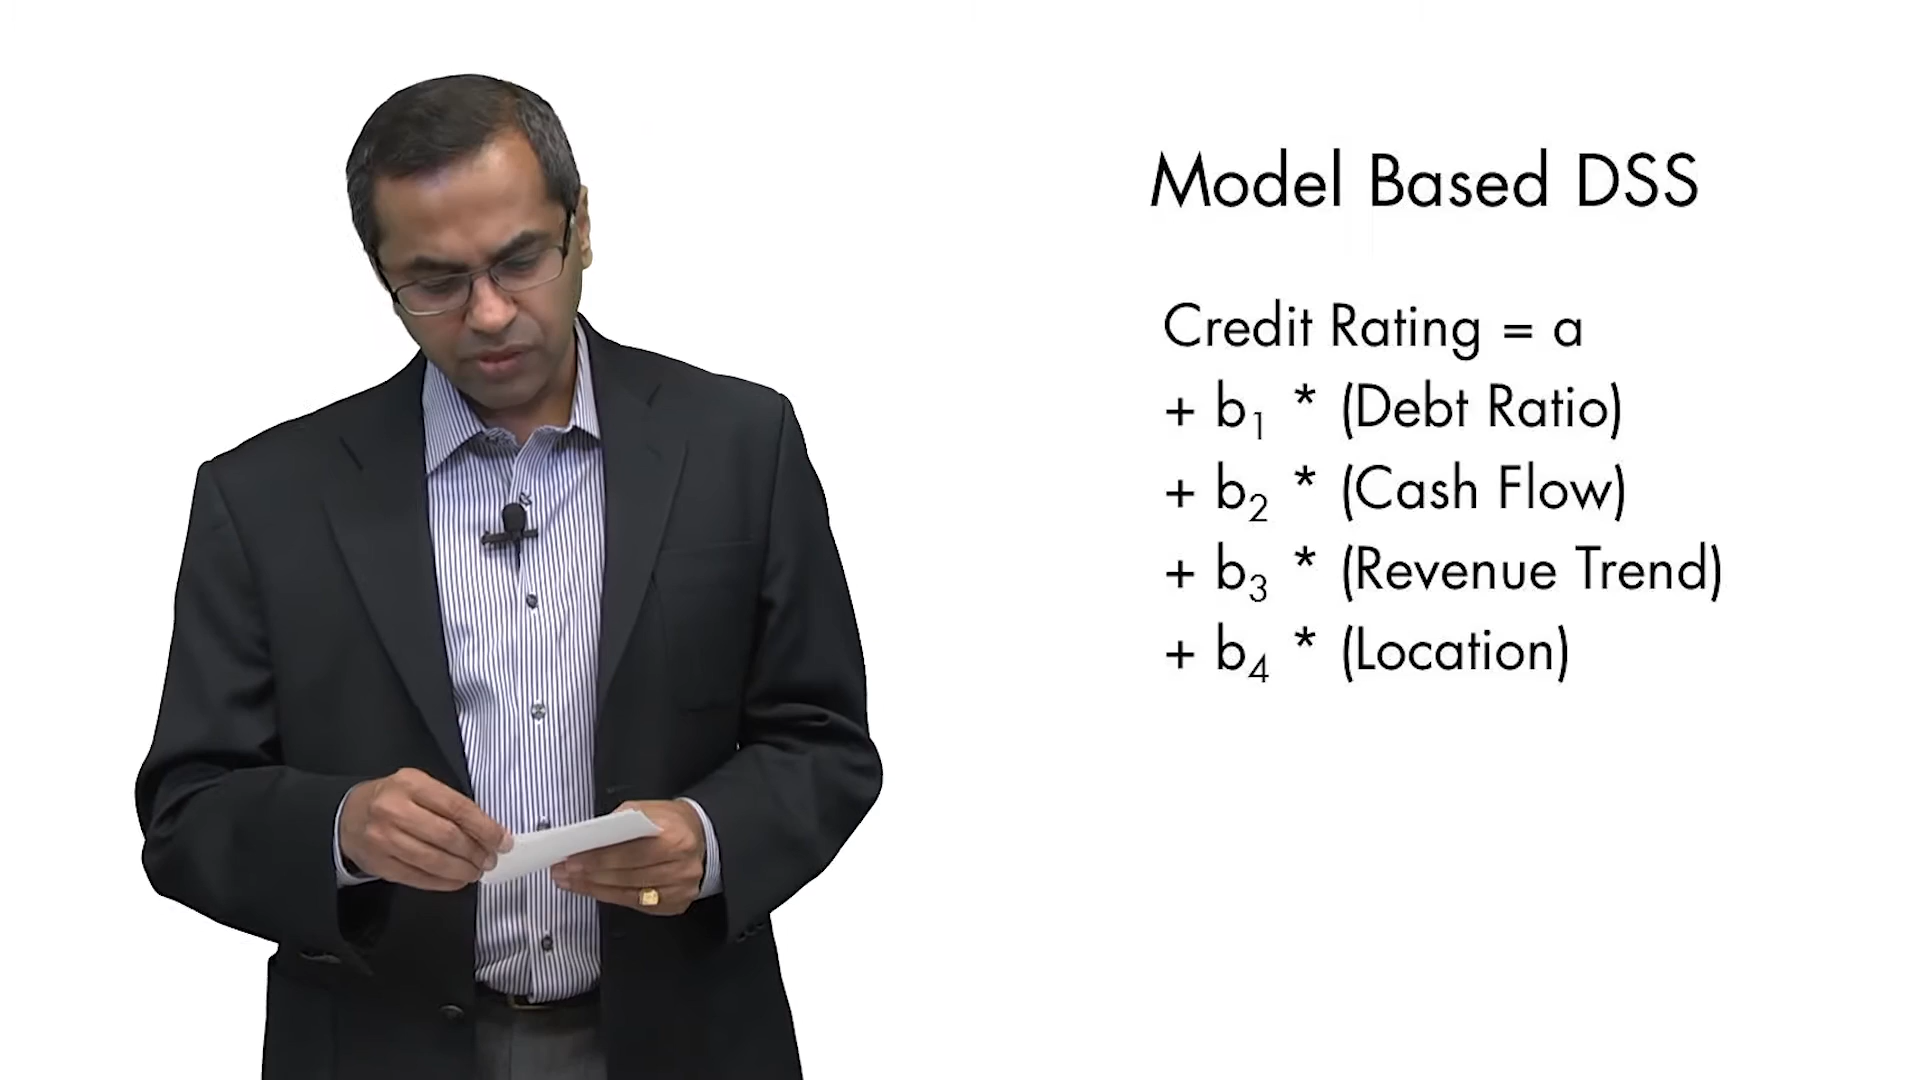 Model Based DSS
Credit Rating = a
+ b₁ * (Debt Ratio)
+ b₂ * (Cash Flow)
+ b₃ * (Revenue Trend)
+ b₄ * (Location)